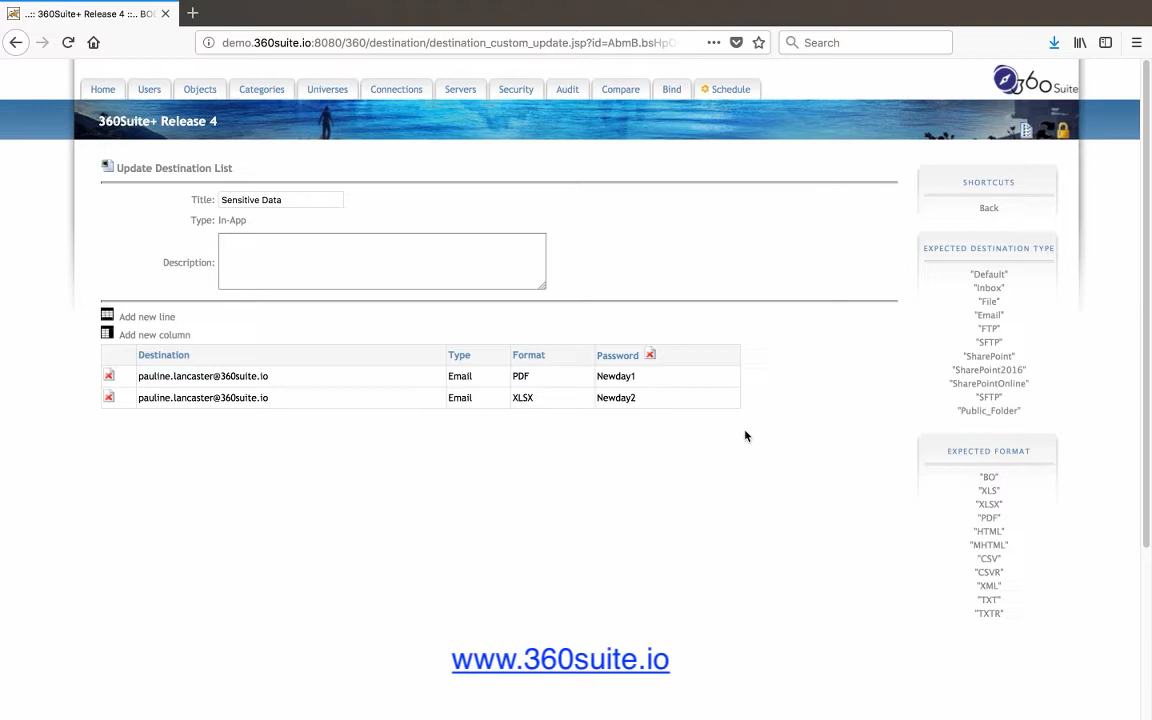 ..:: 360Suite+ Release 4 ::.. BO
demo.360suite.io:8080/360/destination/destination_custom_update.jsp?id=AbmB.bsHpC
Search
Home Users Objects Categories Universes Connections Servers Security Audit Compare Bind Schedule
360Suite
360Suite+ Release 4
Update Destination List
Title: Sensitive Data
Type: In-App
Description:
Add new line
Add new column
Destination Type Format Password
pauline.lancaster@360suite.io Email PDF Newday1
pauline.lancaster@360suite.io Email XLSX Newday2
SHORTCUTS
Back
EXPECTED DESTINATION TYPE
"Default"
"Inbox"
"File"
"Email"
"FTP"
"SFTP"
"SharePoint"
"SharePoint2016"
"SharePointOnline"
"SFTP"
"Public_Folder"
EXPECTED FORMAT
"BO"
"XLS"
"XLSX"
"PDF"
"HTML"
"MHTML"
"CSV"
"CSVR"
"XML"
"TXT"
"TXTR"
www.360suite.io